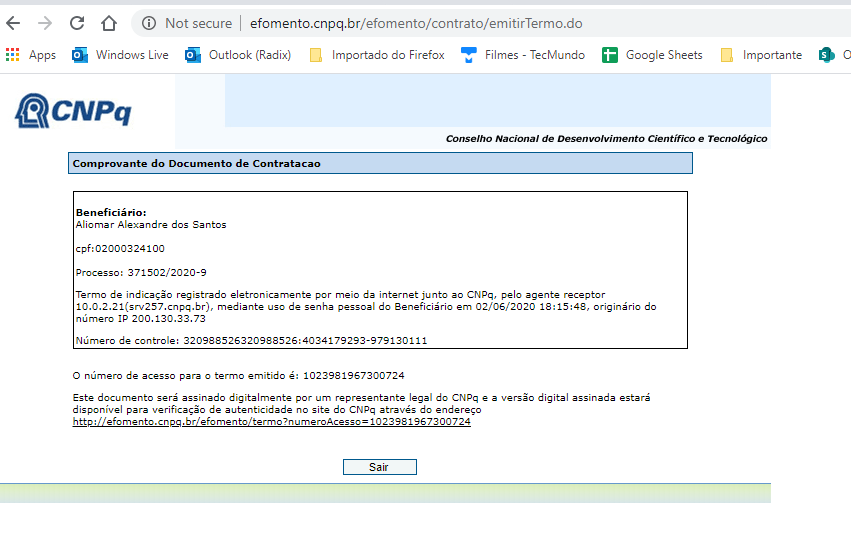 Not secure | efomento.cnpq.br/efomento/contrato/emitirTermo.do
Apps Windows Live Outlook (Radix) Importado do Firefox Filmes - TecMundo Google Sheets Importante O
CNPq
Conselho Nacional de Desenvolvimento Científico e Tecnológico
Comprovante do Documento de Contratacao
Beneficiário:
Aliomar Alexandre dos Santos
cpf:02000324100
Processo: 371502/2020-9
Termo de indicação registrado eletronicamente por meio da internet junto ao CNPq, pelo agente receptor
10.0.2.21(srv257.cnpq.br), mediante uso de senha pessoal do Beneficiário em 02/06/2020 18:15:48, originário do
número IP 200.130.33.73
Número de controle: 320988526320988526:4034179293-979130111
O número de acesso para o termo emitido é: 1023981967300724
Este documento será assinado digitalmente por um representante legal do CNPq e a versão digital assinada estará
disponível para verificação de autenticidade no site do CNPq através do endereço
http://efomento.cnpq.br/efomento/termo?numeroAcesso=1023981967300724
Sair